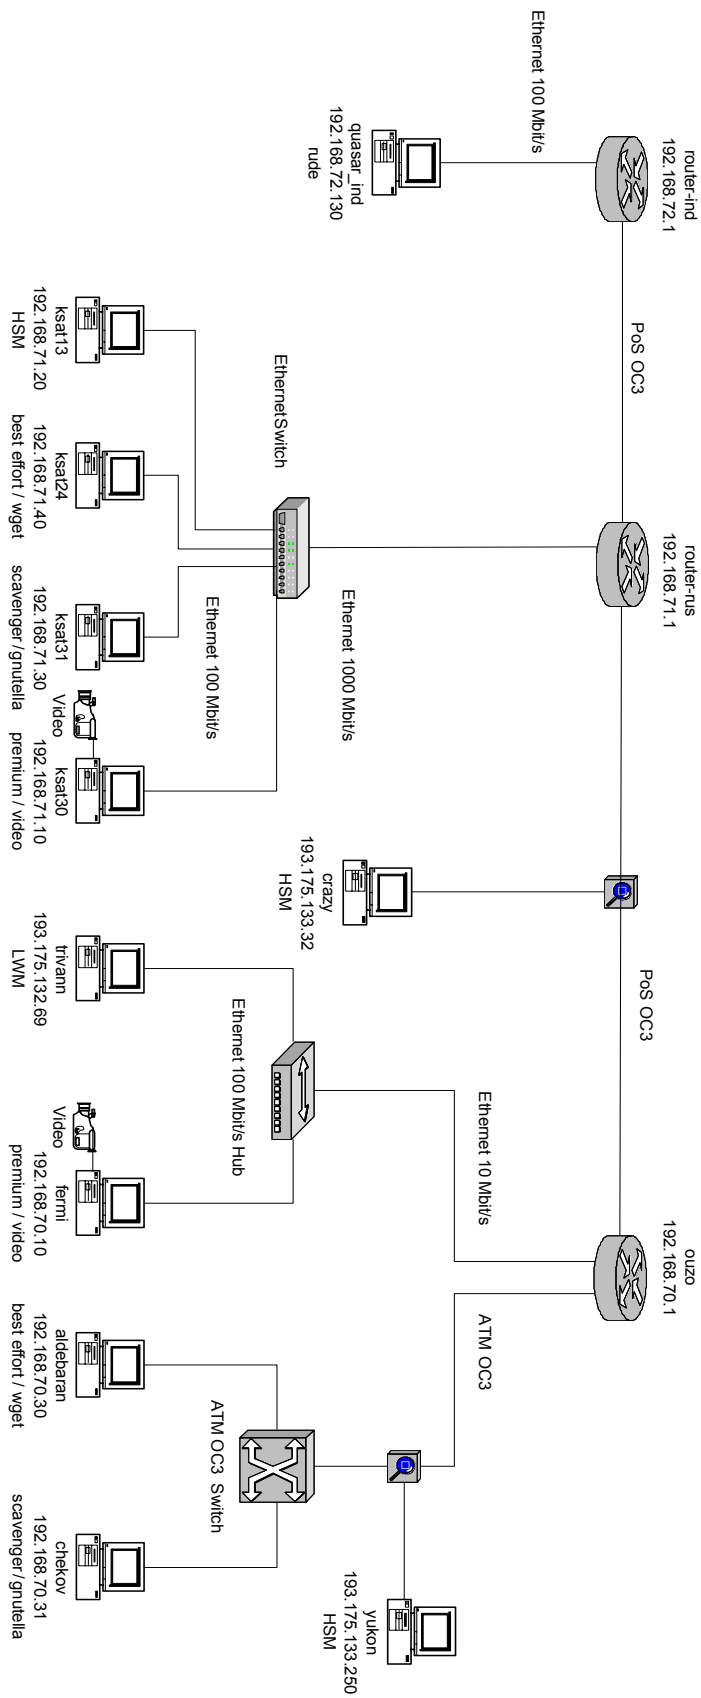 router-ind
192.168.72.1
PoS OC3
router-rus
192.168.71.1
PoS OC3
ouzo
192.168.70.1
Ethernet 100 Mbit/s
quasar_ind
192.168.72.130
rude
EthernetSwitch
Ethernet 1000 Mbit/s
Ethernet 100 Mbit/s
crazy
193.175.133.32
HSM
Ethernet 10 Mbit/s
Ethernet 100 Mbit/s Hub
ATM OC3
ATM OC3 Switch
yukon
193.175.133.250
HSM
ksat13
192.168.71.20
HSM
ksat24
192.168.71.40
best effort / wget
ksat31
192.168.71.30
scavenger/gnutella
Video
ksat30
192.168.71.10
premium / video
trivann
193.175.132.69
LWM
Video
fermi
192.168.70.10
premium / video
aldebaran
192.168.70.30
best effort / wget
chekov
192.168.70.31
scavenger/gnutella